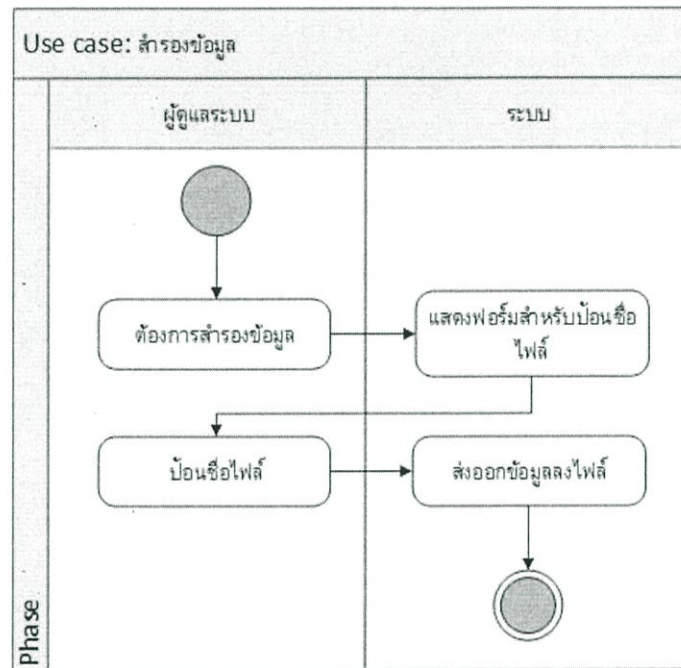 Use case: สำรองข้อมูล
ผู้ดูแลระบบ
ระบบ
ต้องการสำรองข้อมูล
แสดงฟอร์มสำหรับป้อนชื่อ
ไฟล์
ป้อนชื่อไฟล์
ส่งออกข้อมูลลงไฟล์
Phase